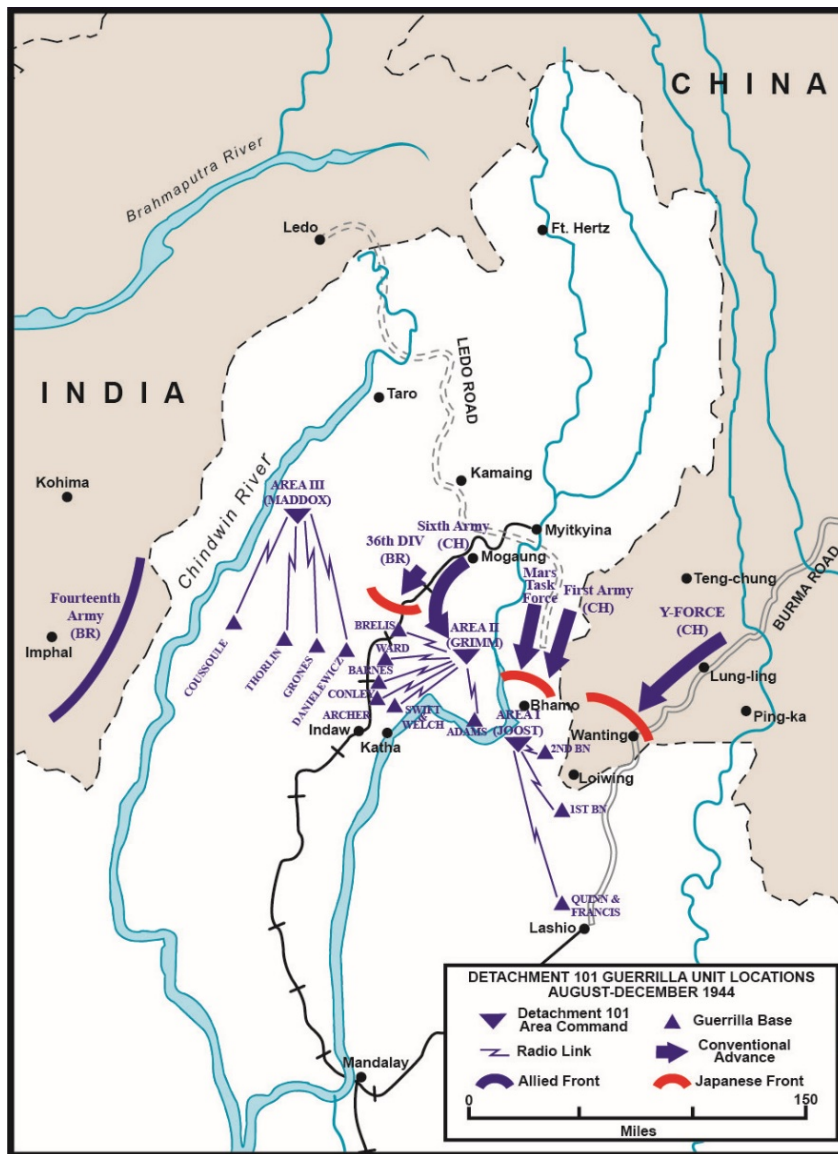 CHINA
Brahmaputra River
Ledo
Ft. Hertz
LEDO ROAD
INDIA
Taro
Chindwin River
Kohima
Kamaing
AREA III
(MADDOX)
Sixth Army
(CH)
Myitkyina
36th DIV
(BR)
Mogaung
Mars
Task
Force
First Army
(CH)
Teng-chung
BURMA ROAD
Y-FORCE
(CH)
Fourteenth
Army
(BR)
Imphal
COUSSOULE
THORLIN
GRONES
DANIELEWICZ
BRELIS
WARD
BARNES
CONLEY
ARCHER
SWIFT
&
WELCH
AREA II
(GRIMM)
ADAMS
Lung-ling
Ping-ka
Bhamo
AREA I
(JOOST)
Wanting
Indaw
Katha
2ND BN
Loiwing
1ST BN
QUINN &
FRANCIS
Lashio
Mandalay
DETACHMENT 101 GUERRILLA UNIT LOCATIONS
AUGUST-DECEMBER 1944
Detachment 101
Area Command
Guerrilla Base
Radio Link
Conventional
Advance
Allied Front
Japanese Front
0
150
Miles